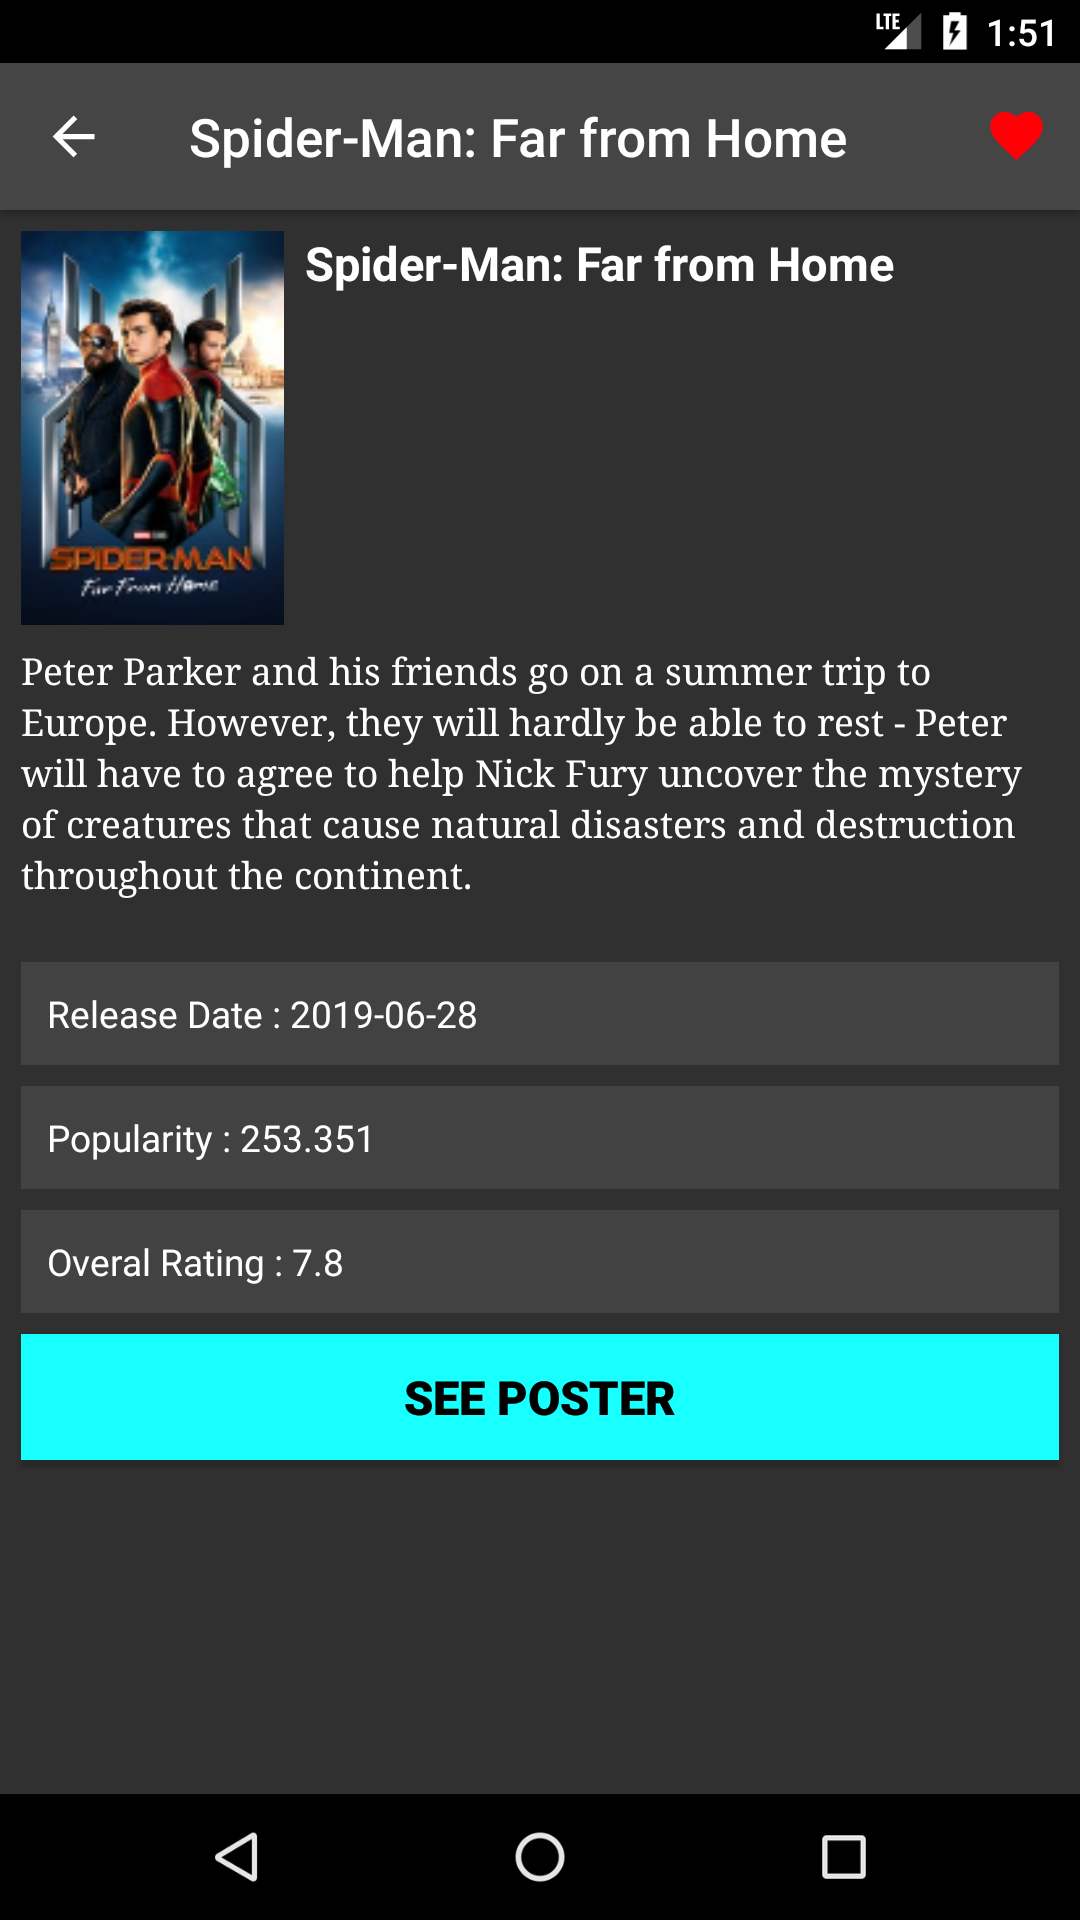 LTE 1:51
Spider-Man: Far from Home
Spider-Man: Far from Home
SPIDER-MAN
Far From Home
Peter Parker and his friends go on a summer trip to
Europe. However, they will hardly be able to rest - Peter
will have to agree to help Nick Fury uncover the mystery
of creatures that cause natural disasters and destruction
throughout the continent.
Release Date : 2019-06-28
Popularity : 253.351
Overal Rating : 7.8
SEE POSTER